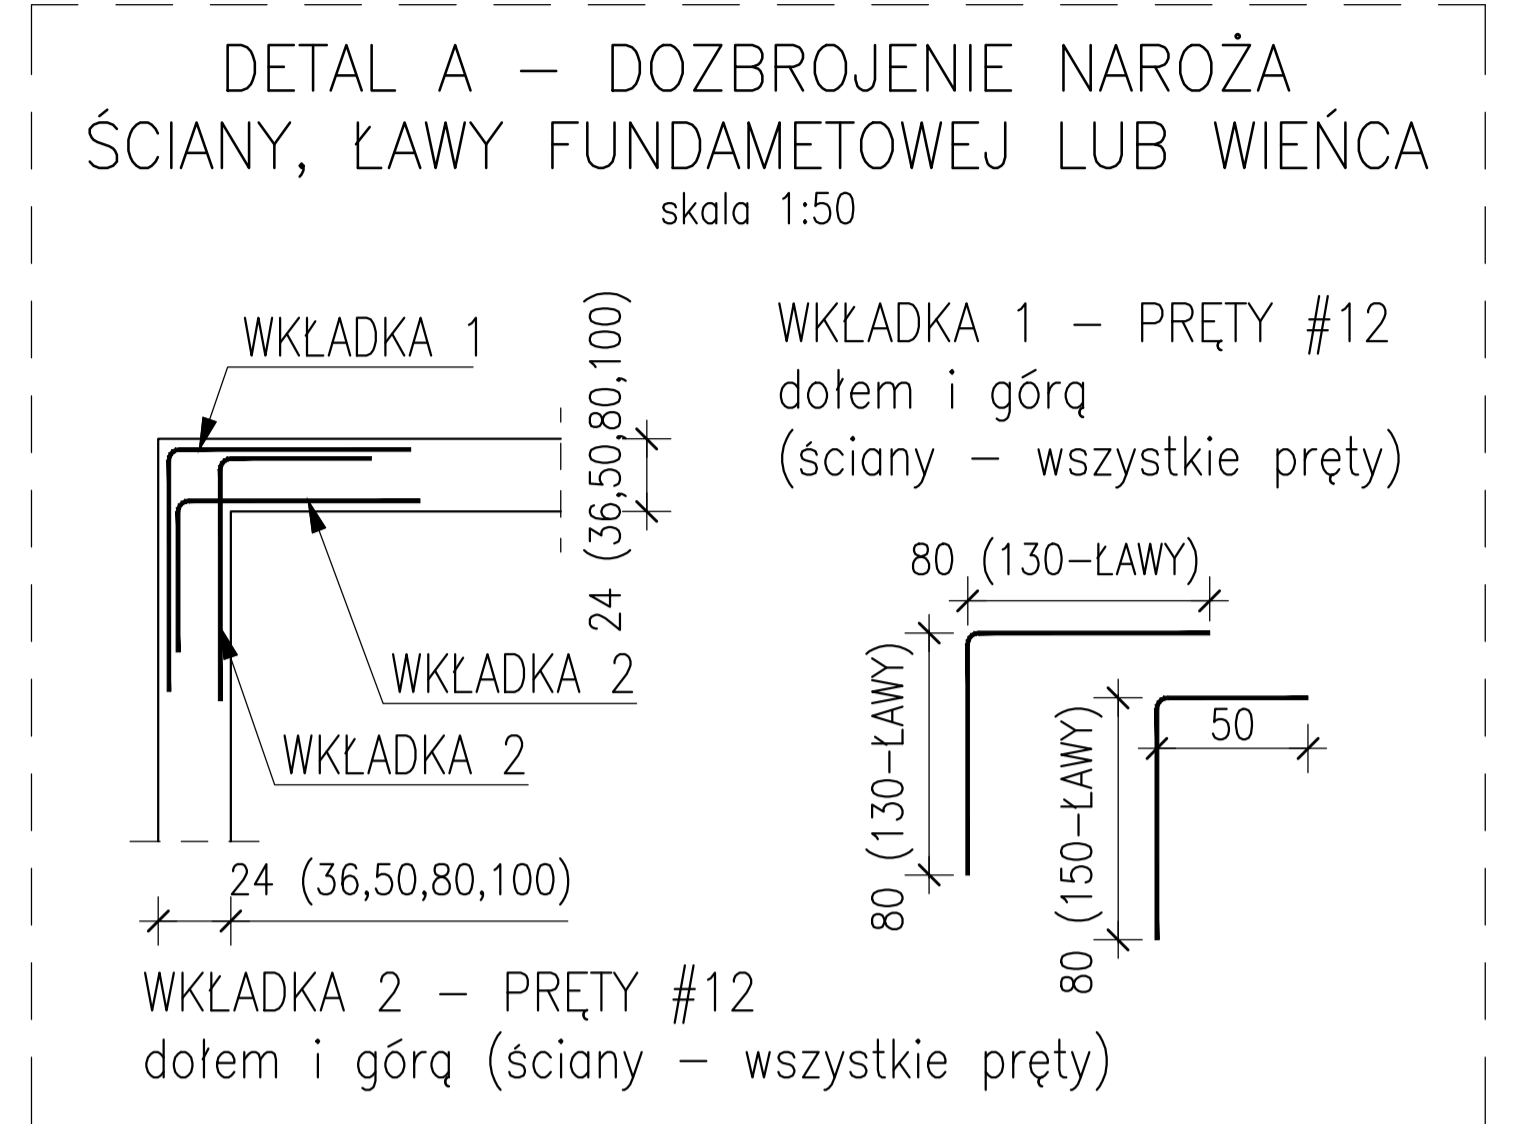 DETAL A – DOZBROJENIE NAROŻA
ŚCIANY, ŁAWY FUNDAMETOWEJ LUB WIEŃCA
skala 1:50
WKŁADKA 1
24 (36,50,80,100)
WKŁADKA 1 – PRĘTY #12
dołem i górą
(ściany – wszystkie pręty)
WKŁADKA 2
WKŁADKA 2
24 (36,50,80,100)
80 (130–ŁAWY)
80 (130–ŁAWY)
50
80 (150–ŁAWY)
WKŁADKA 2 – PRĘTY #12
dołem i górą (ściany – wszystkie pręty)